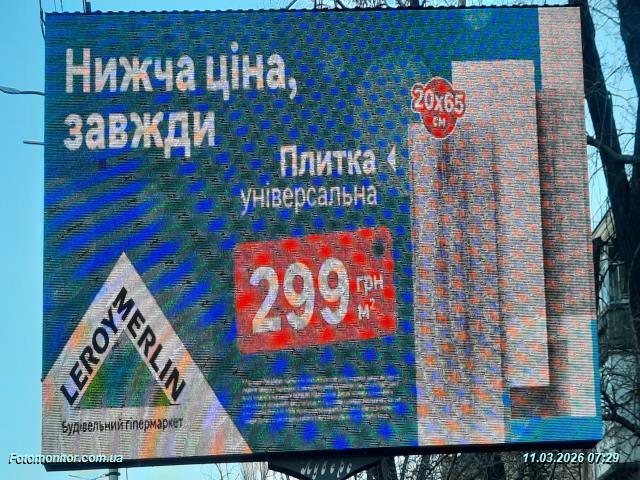 Нижча ціна,
завжди
20x65
см
Плитка
універсальна
299 грн
м²
LEROY MERLIN
Будівельний гіпермаркет
Fotomonitor.com.ua
11.03.2026 07:29